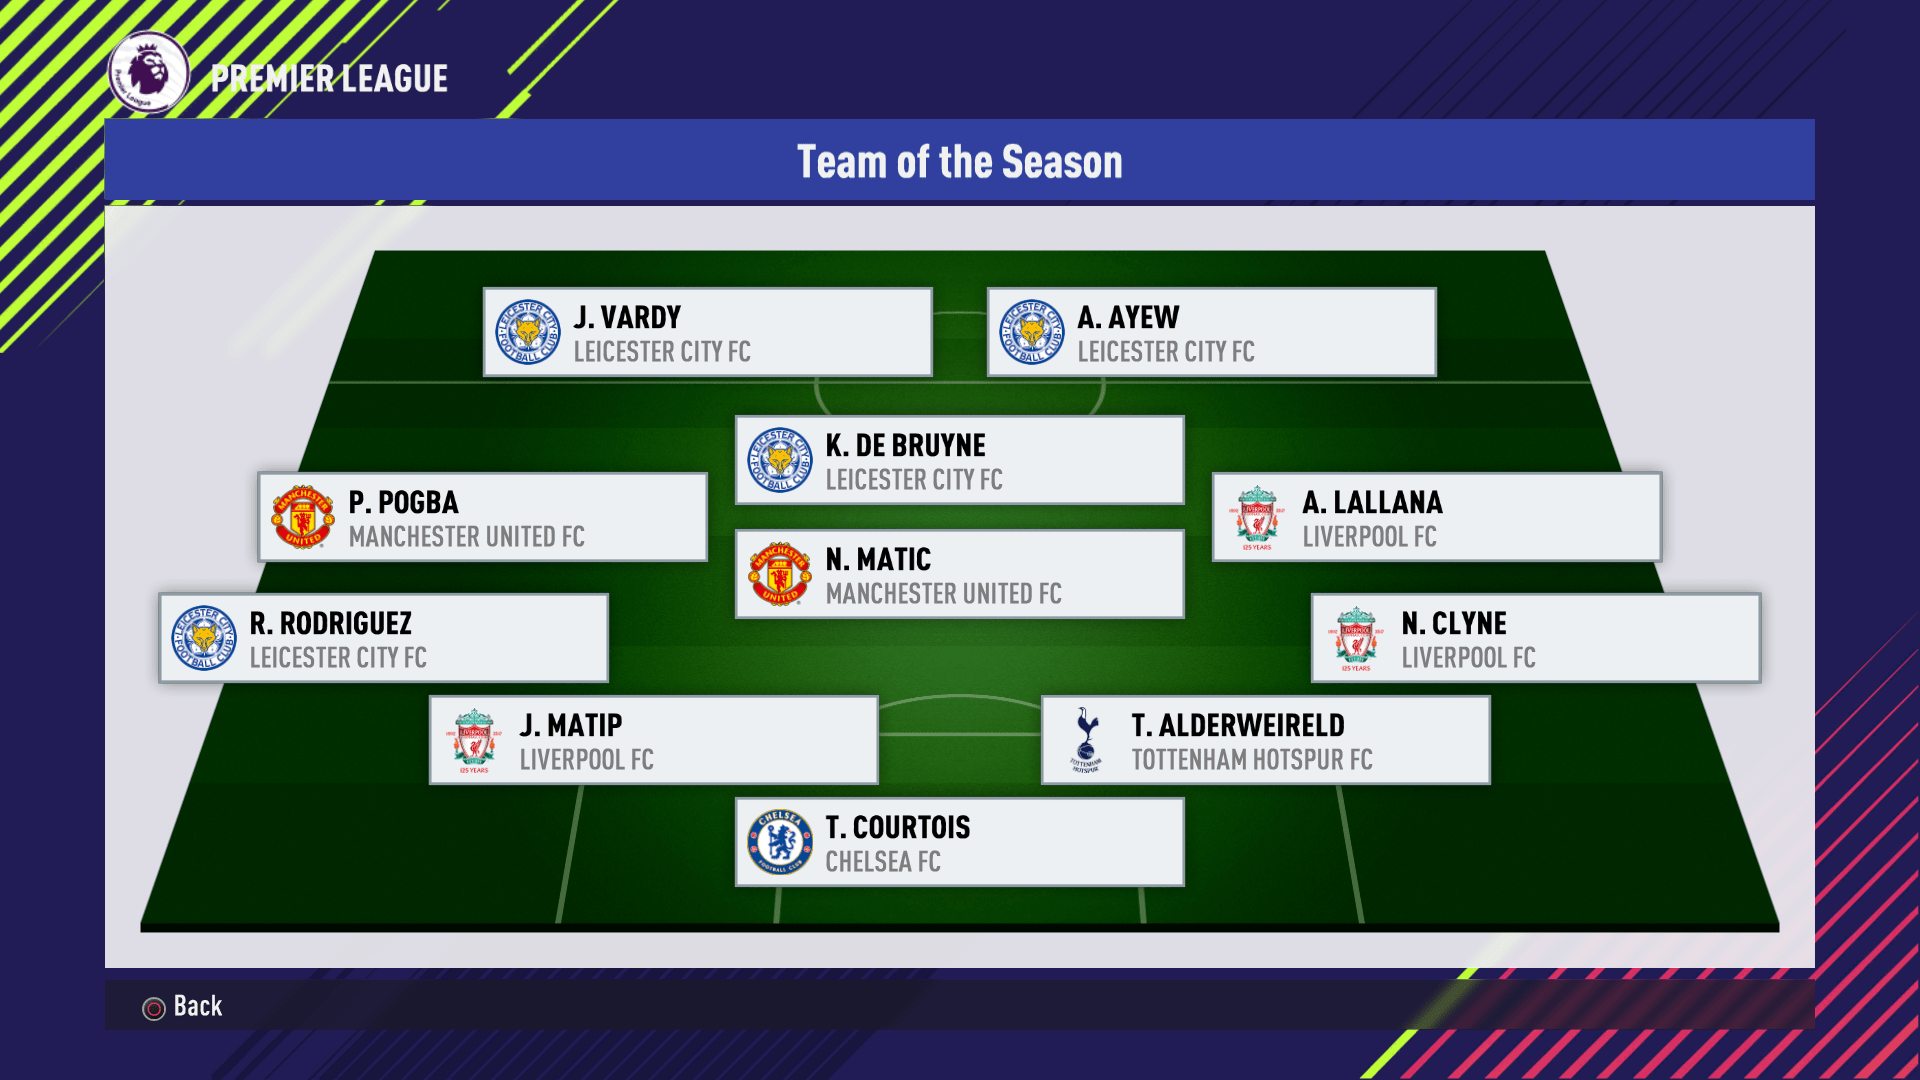 PREMIER LEAGUE
Team of the Season
J. VARDY
LEICESTER CITY FC
A. AYEW
LEICESTER CITY FC
K. DE BRUYNE
LEICESTER CITY FC
P. POGBA
MANCHESTER UNITED FC
A. LALLANA
LIVERPOOL FC
N. MATIC
MANCHESTER UNITED FC
R. RODRIGUEZ
LEICESTER CITY FC
N. CLYNE
LIVERPOOL FC
J. MATIP
LIVERPOOL FC
T. ALDERWEIRELD
TOTTENHAM HOTSPUR FC
T. COURTOIS
CHELSEA FC
Back